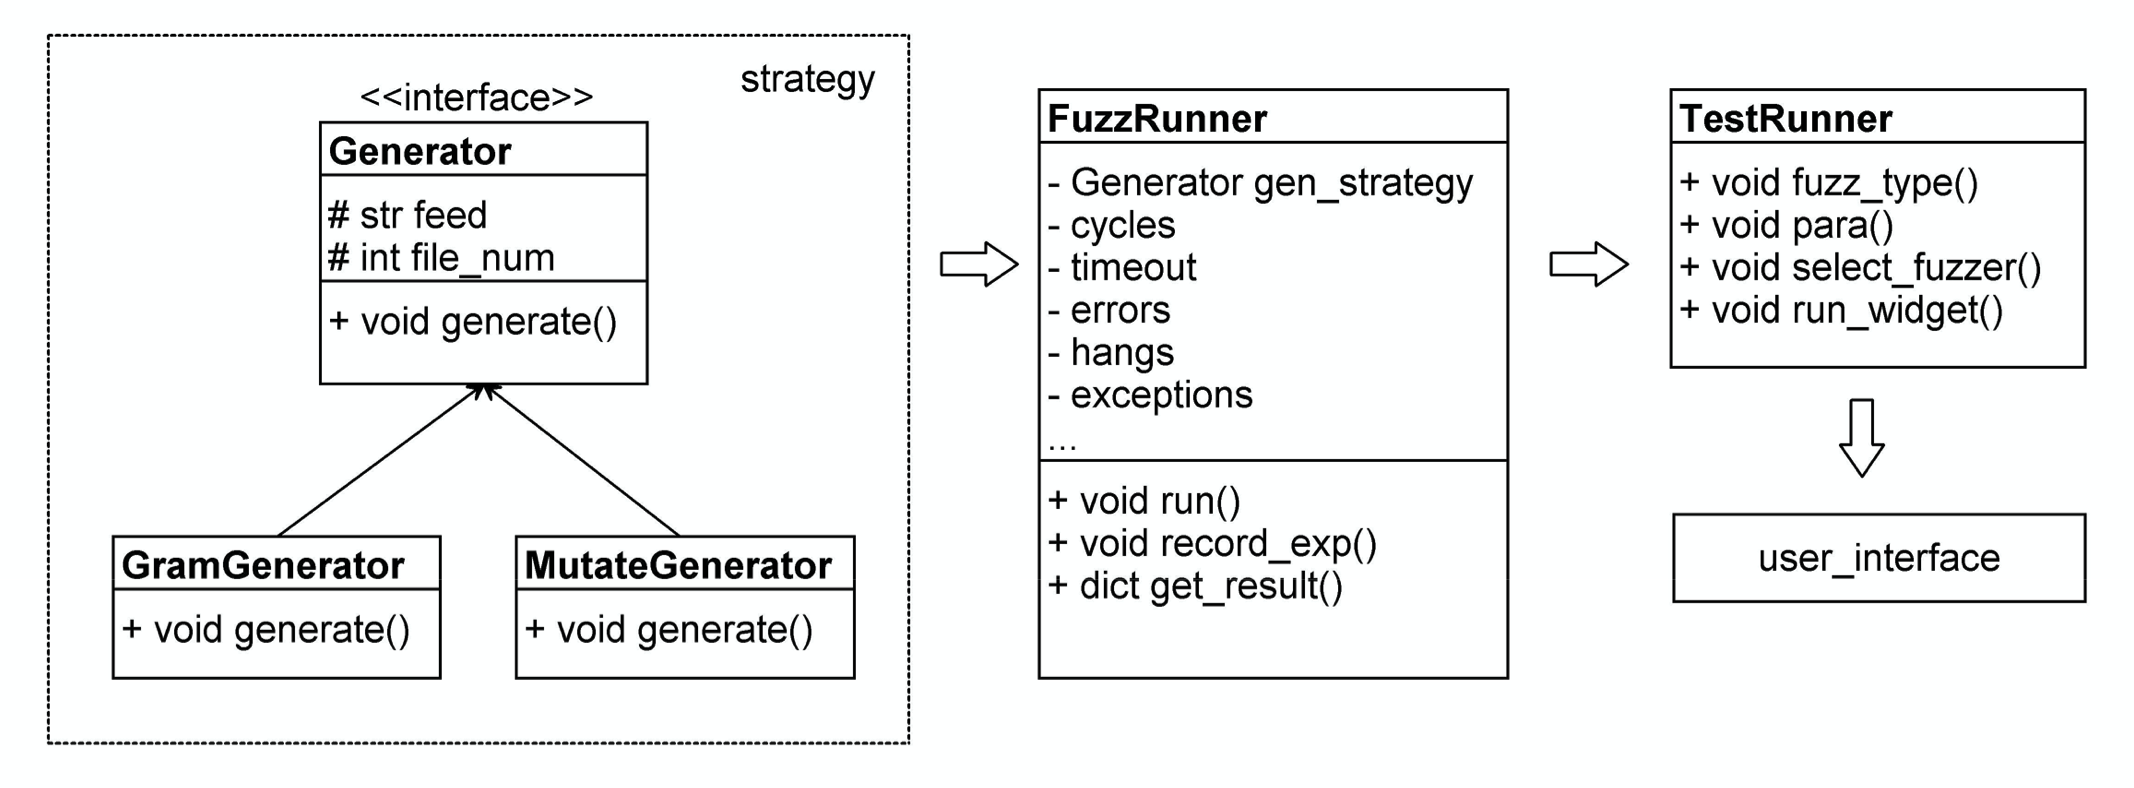 strategy
<<interface>>
Generator
# str feed
# int file_num
+ void generate()
GramGenerator
+ void generate()
MutateGenerator
+ void generate()
FuzzRunner
- Generator gen_strategy
- cycles
- timeout
- errors
- hangs
- exceptions
...
+ void run()
+ void record_exp()
+ dict get_result()
TestRunner
+ void fuzz_type()
+ void para()
+ void select_fuzzer()
+ void run_widget()
user_interface